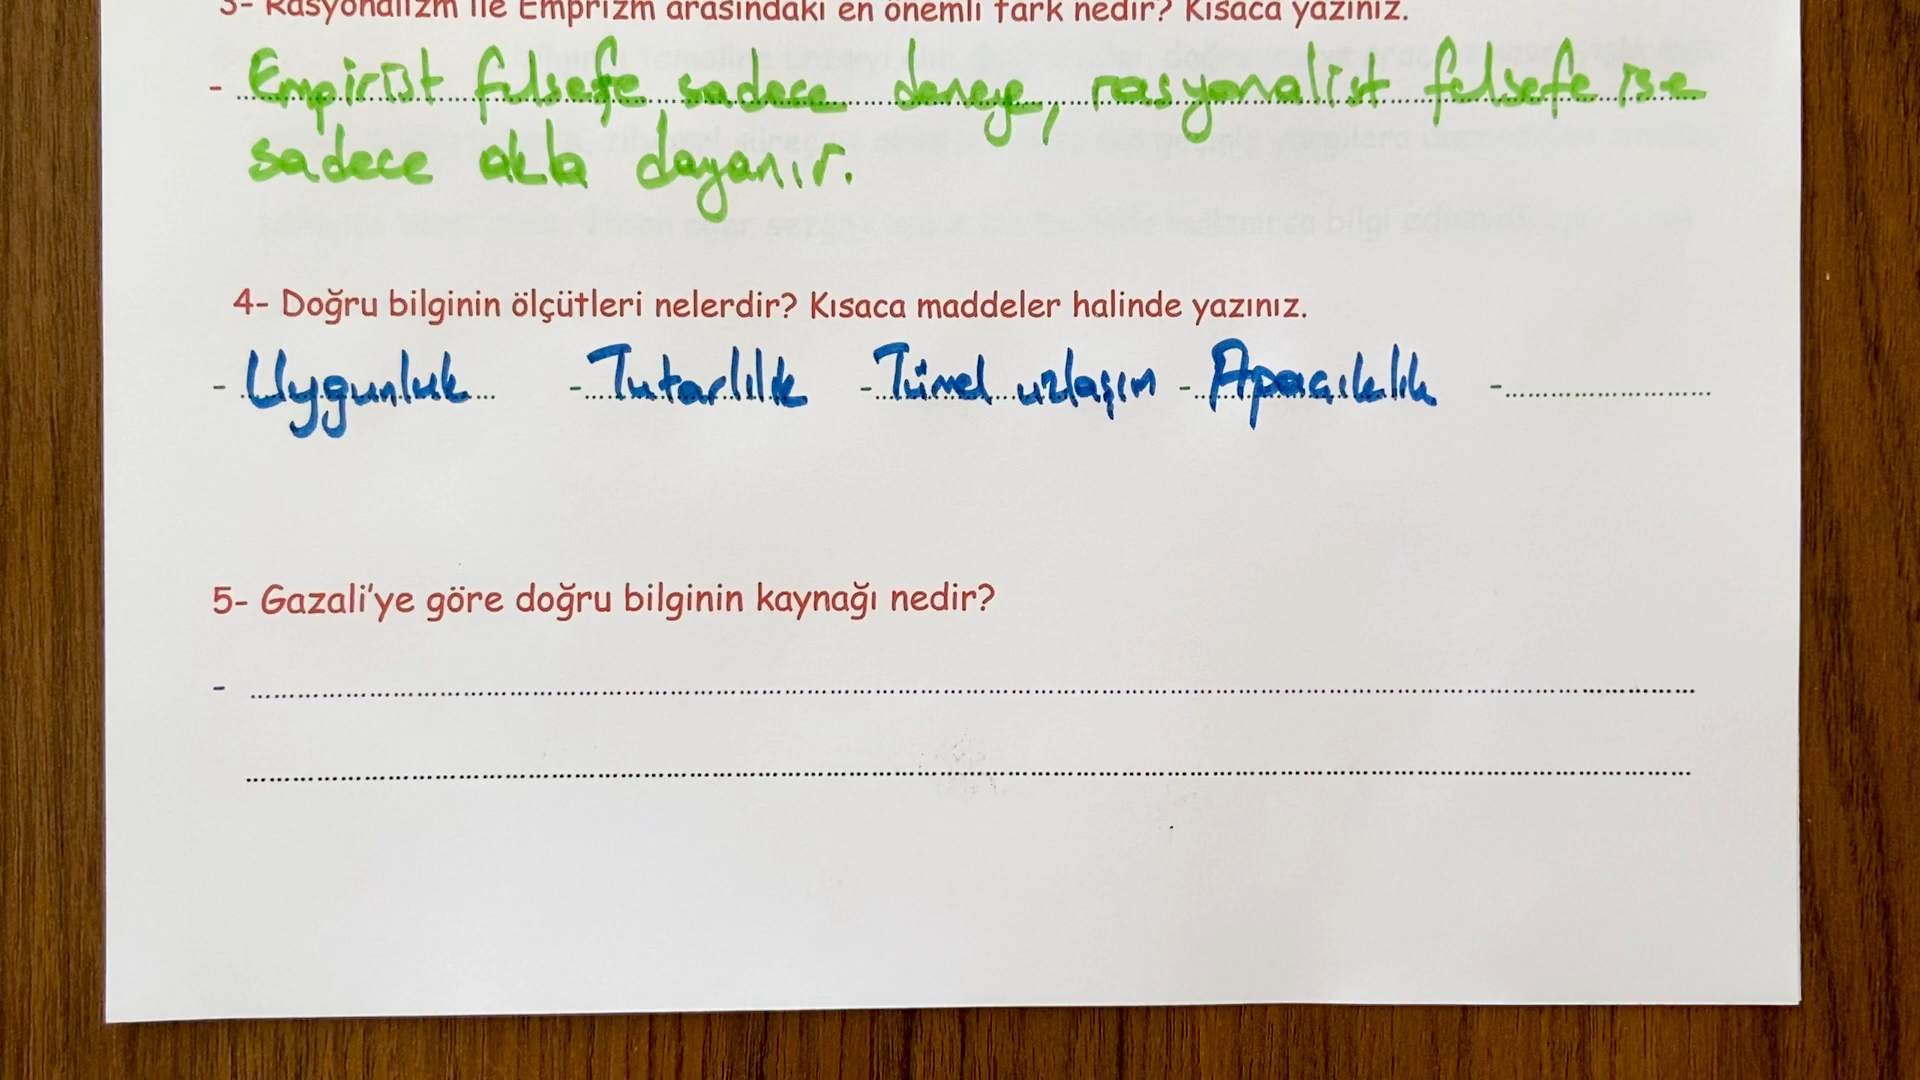 3- Rasyonalizm ile Emprizm arasındaki en önemli fark nedir? Kısaca yazınız.
- Empirist felsefe sadece deneye, rasyonalist felsefe ise
sadece akla dayanır.
4- Doğru bilginin ölçütleri nelerdir? Kısaca maddeler halinde yazınız.
- Uygunluk - Tutarlılık - Tümel uzlaşım - Apaçıklık - ........................
5- Gazali'ye göre doğru bilginin kaynağı nedir?
-